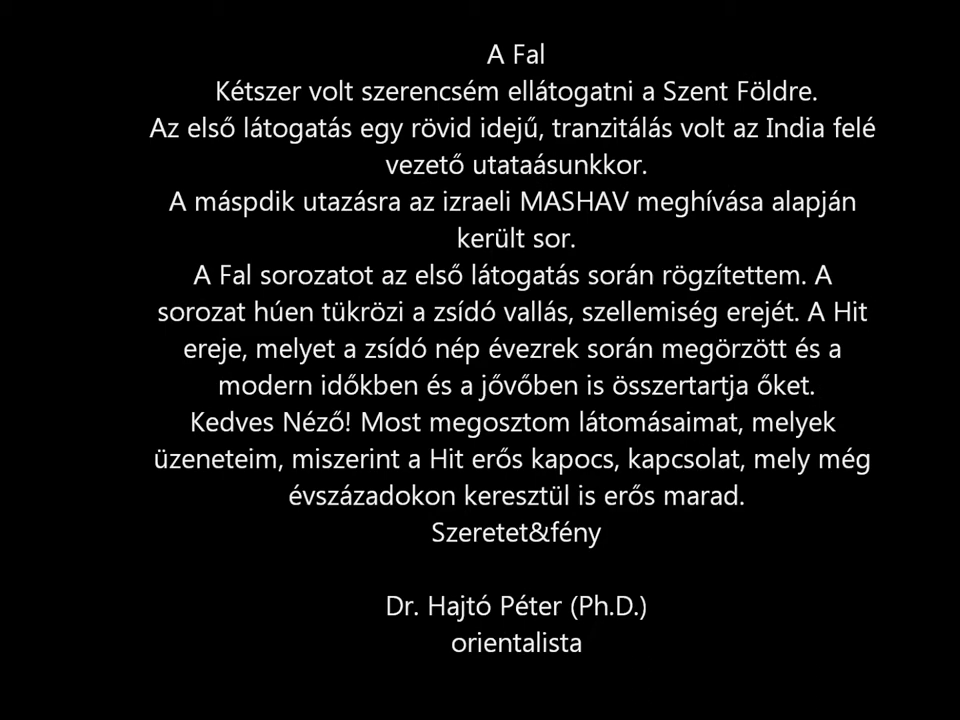 A Fal
Kétszer volt szerencsém ellátogatni a Szent Földre.
Az első látogatás egy rövid idejű, tranzitálás volt az India felé
vezető utataásunkkor.
A máspdik utazásra az izraeli MASHAV meghívása alapján
került sor.
A Fal sorozatot az első látogatás során rögzítettem. A
sorozat húen tükrözi a zsídó vallás, szellemiség erejét. A Hit
ereje, melyet a zsídó nép évezrek során megörzött és a
modern időkben és a jővőben is összertartja őket.
Kedves Néző! Most megosztom látomásaimat, melyek
üzeneteim, miszerint a Hit erős kapocs, kapcsolat, mely még
évszázadokon keresztül is erős marad.
Szeretet&fény
Dr. Hajtó Péter (Ph.D.)
orientalista